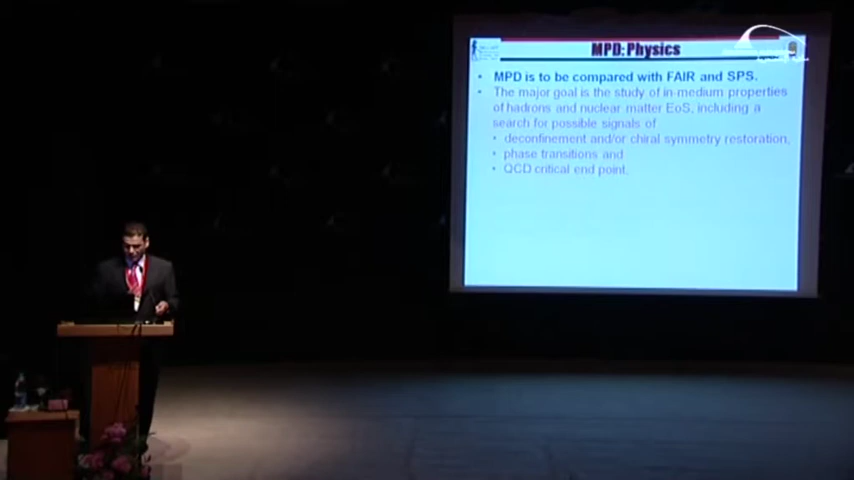 MPD: Physics
• MPD is to be compared with FAIR and SPS.
• The major goal is the study of in-medium properties
of hadrons and nuclear matter EoS, including a
search for possible signals of
• deconfinement and/or chiral symmetry restoration,
• phase transitions and
• QCD critical end point.